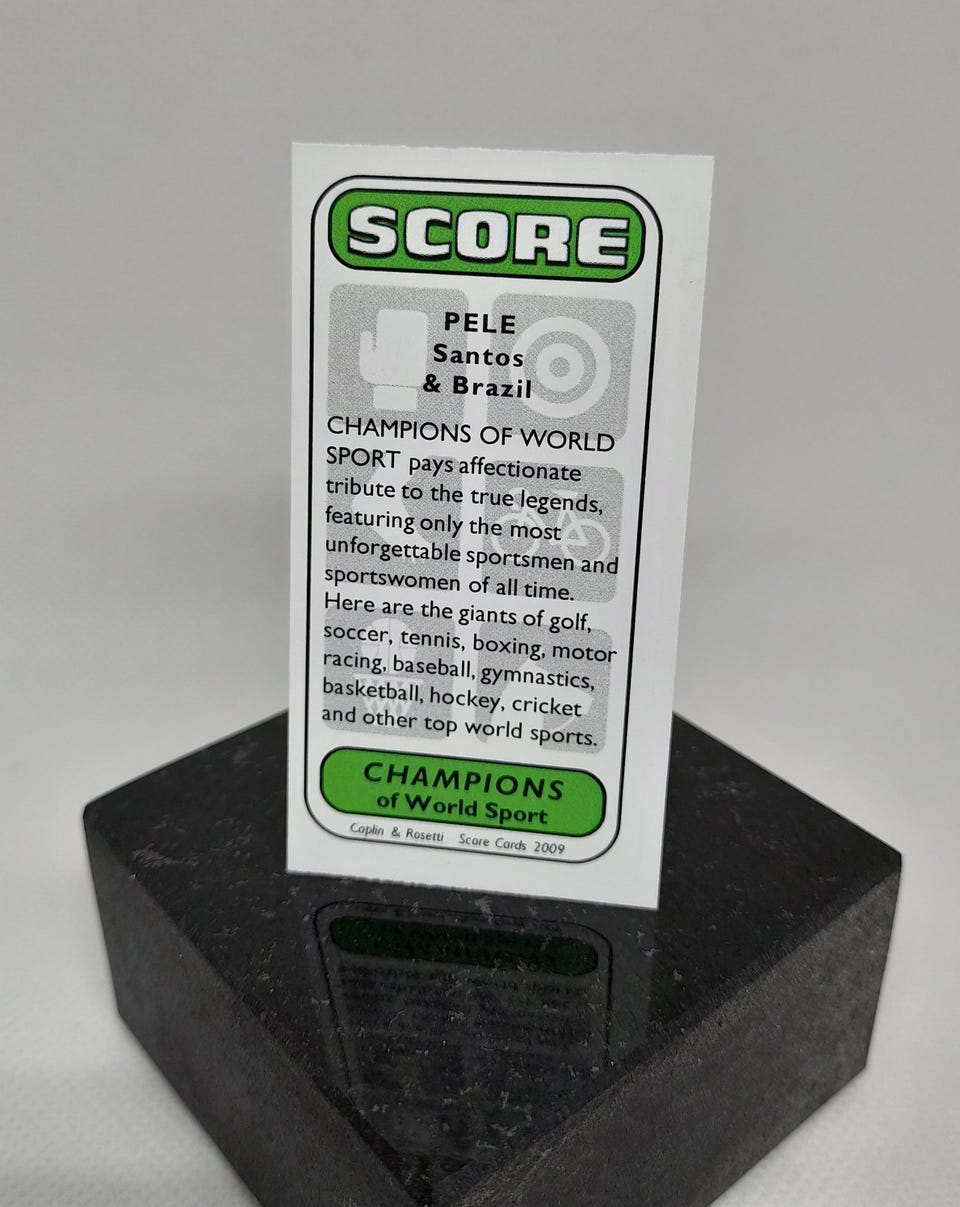 SCORE
PELE
Santos
& Brazil
CHAMPIONS OF WORLD
SPORT pays affectionate
tribute to the true legends,
featuring only the most
unforgettable sportsmen and
sportswomen of all time.
Here are the giants of golf,
soccer, tennis, boxing, motor
racing, baseball, gymnastics,
basketball, hockey, cricket
and other top world sports.
CHAMPIONS
of World Sport
Caplin & Rosetti Score Cards 2009